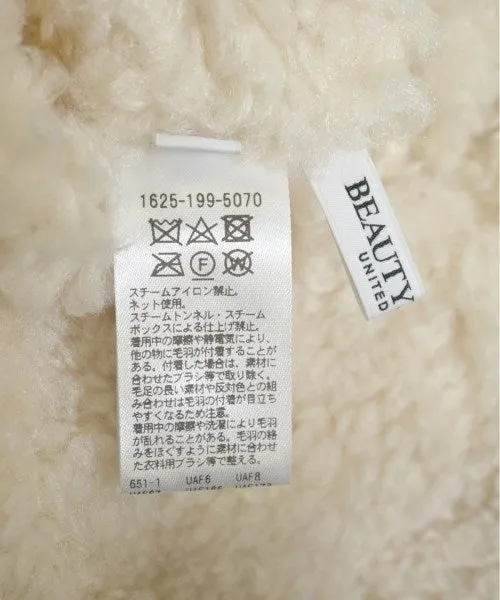 1625-199-5070
スチームアイロン禁止。
ネット使用。
スチームトンネル・スチーム
ボックスによる仕上げ禁止。
着用中の摩擦や静電気により、
他の物に毛羽が付着することが
ある。付着した場合は、素材に
合わせたブラシ等で取り除く。
毛足の長い素材や反対色との組
み合わせは毛羽の付着が目立ち
やすくなるため注意。
着用中の摩擦や洗濯により毛羽
が乱れることがある。毛羽の絡
みをほぐすように素材に合わせ
た衣料用ブラシ等で整える。
651-1 UAF6 UAF8
BEAUTY
UNITED